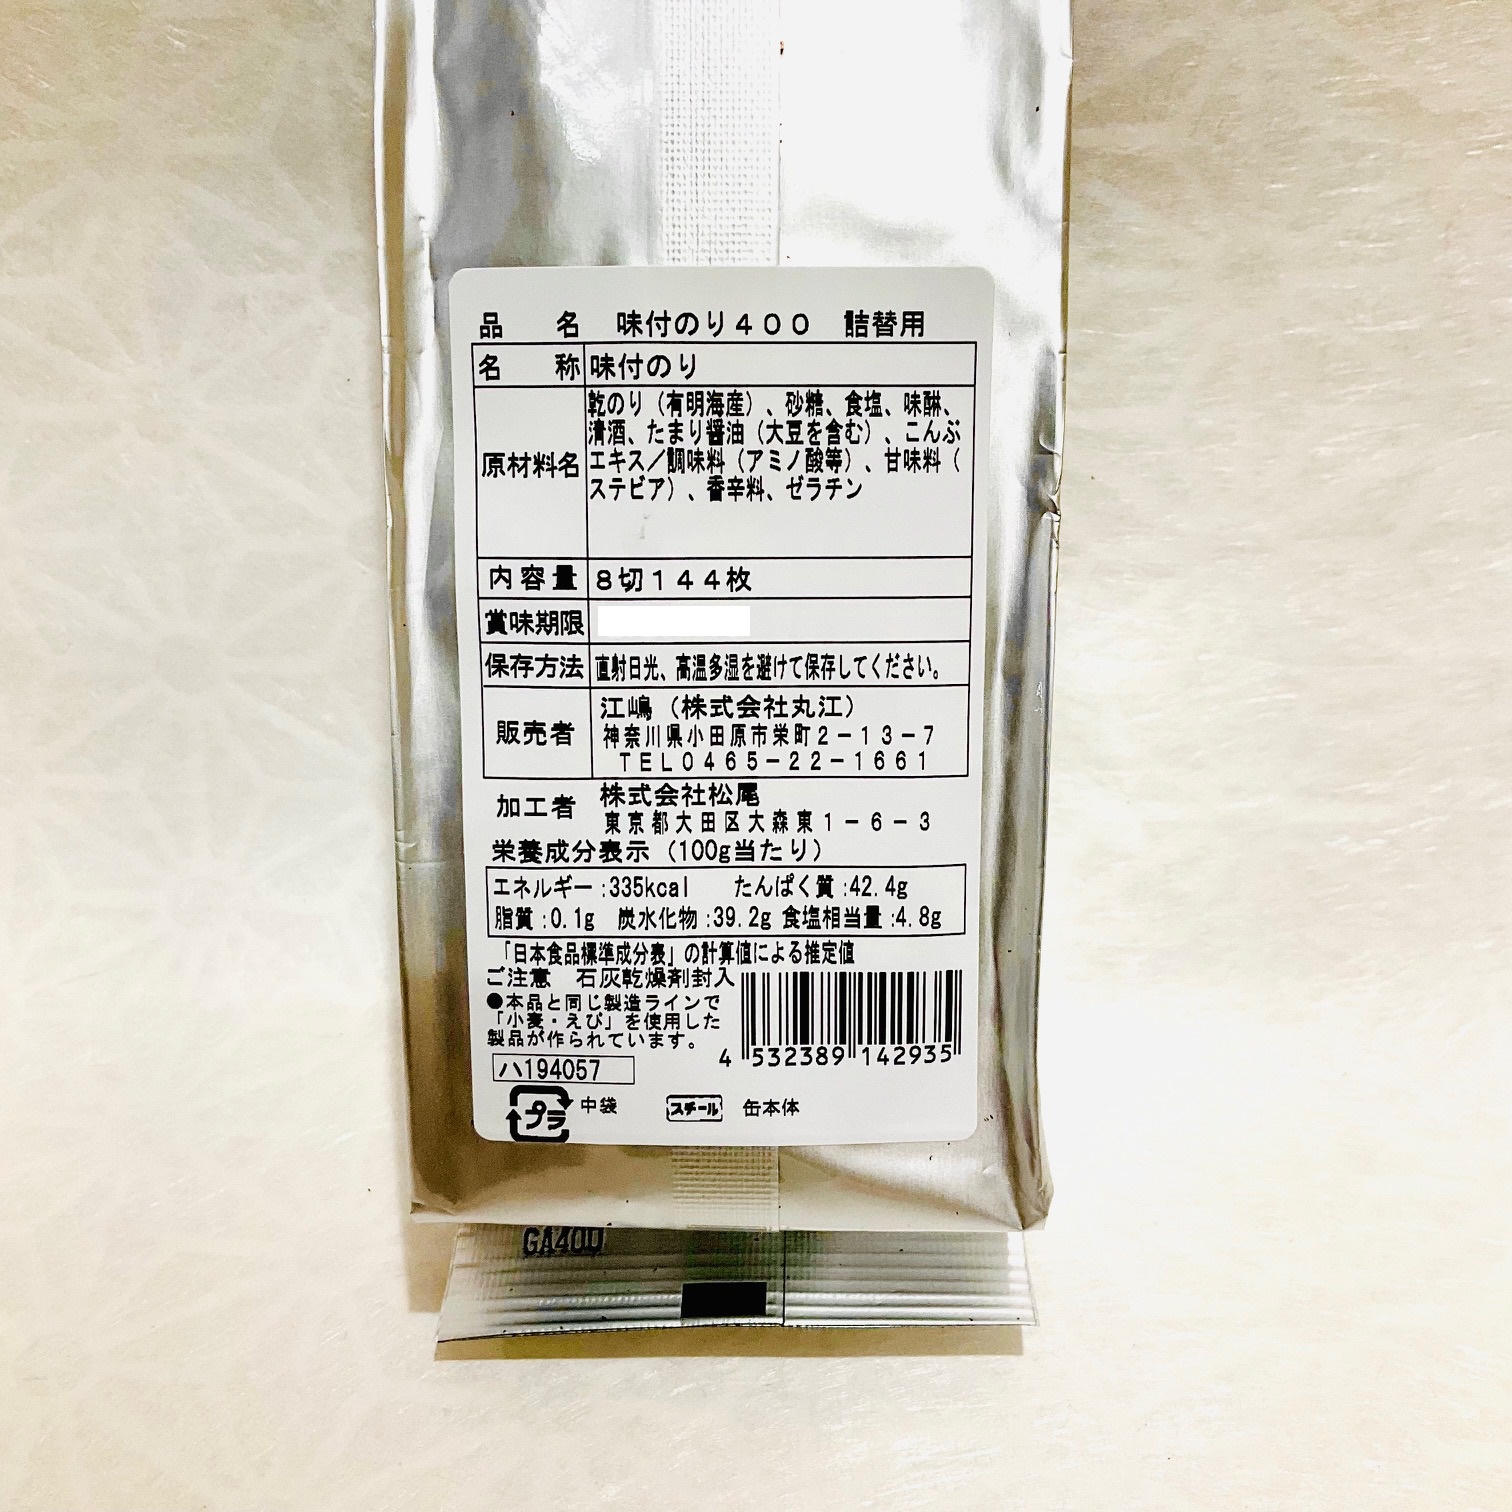 品　名　味付のり４００　詰替用
名　称　味付のり
原材料名　乾のり（有明海産）、砂糖、食塩、味醂、
清酒、たまり醤油（大豆を含む）、こんぶ
エキス／調味料（アミノ酸等）、甘味料（
ステビア）、香辛料、ゼラチン
内容量　８切１４４枚
賞味期限
保存方法　直射日光、高温多湿を避けて保存してください。
販売者　江嶋（株式会社丸江）
神奈川県小田原市栄町２－１３－７
ＴＥＬ０４６５－２２－１６６１
加工者　株式会社松尾
東京都大田区大森東１－６－３
栄養成分表示（100g当たり）
エネルギー:335kcal　たんぱく質:42.4g
脂質:0.1g　炭水化物:39.2g 食塩相当量:4.8g
「日本食品標準成分表」の計算値による推定値
ご注意　石灰乾燥剤封入
●本品と同じ製造ラインで
「小麦・えび」を使用した
製品が作られています。
4 532389 142935
ハ194057
プラ 中袋　スチール 缶本体
GA400